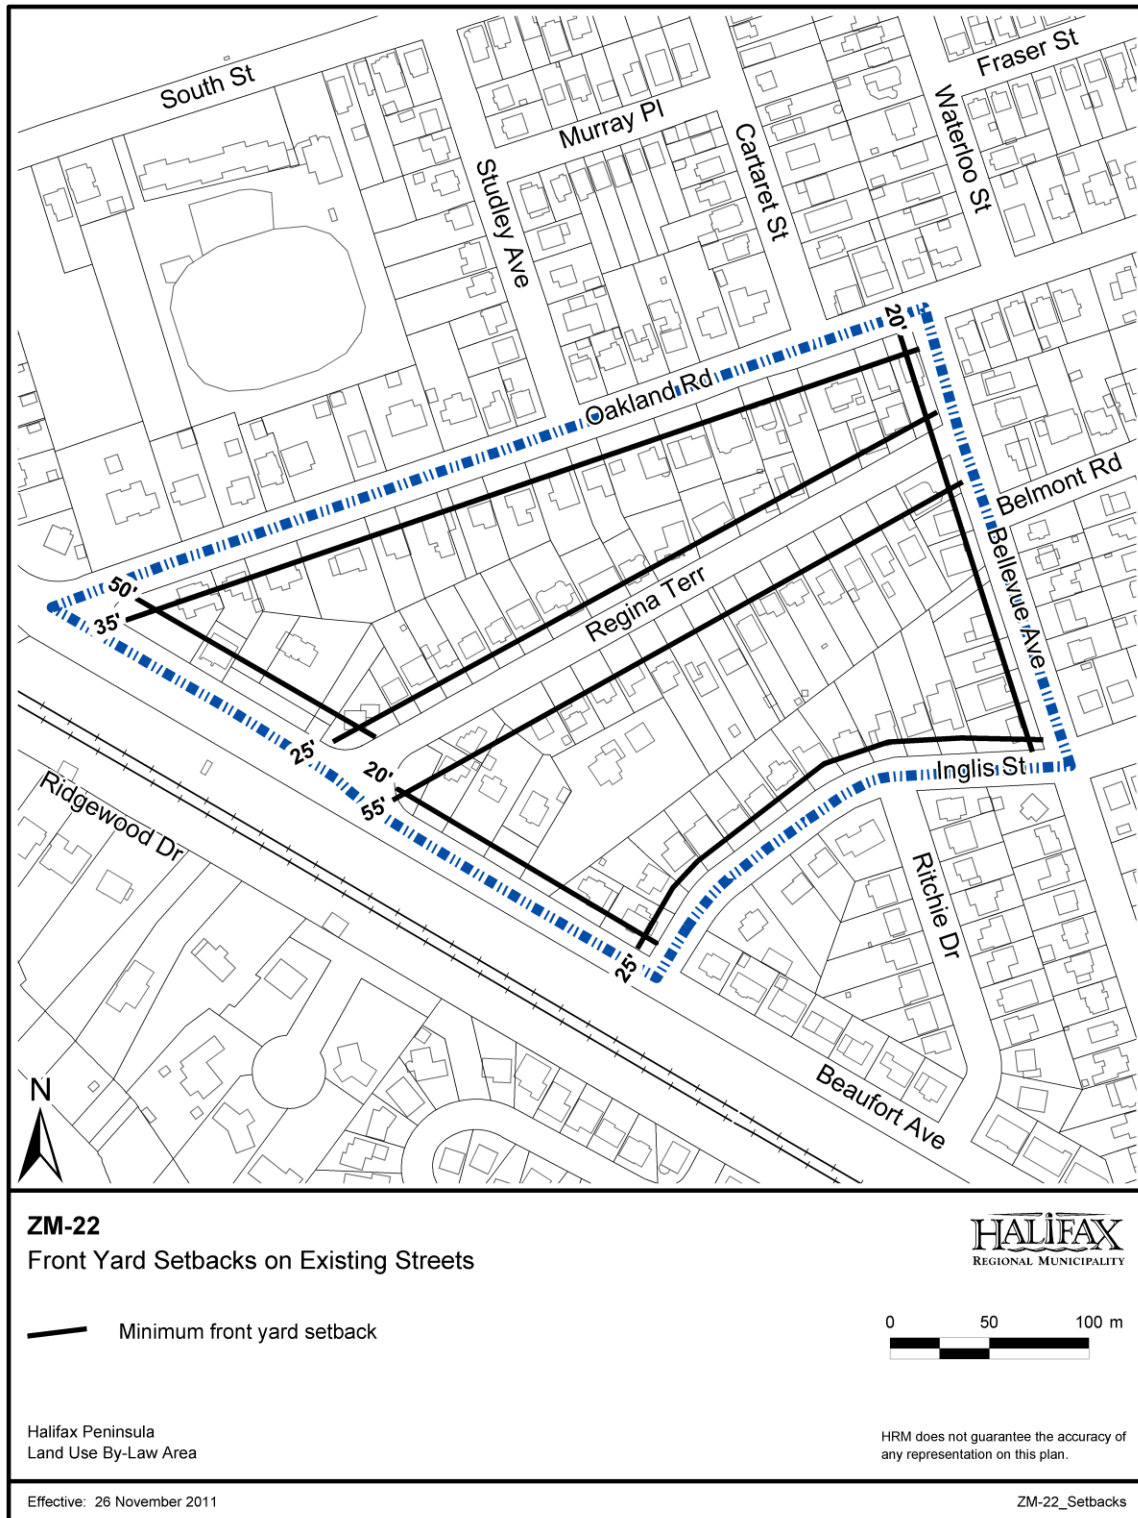 South St
Fraser St
Murray Pl
Waterloo St
Cartaret St
Studley Ave
20'
Oakland Rd
Belmont Rd
Bellevue Ave
50'
35'
Regina Terr
25'
20'
55'
Inglis St
Ridgewood Dr
Ritchie Dr
25'
Beaufort Ave
N
ZM-22
Front Yard Setbacks on Existing Streets
HALIFAX
REGIONAL MUNICIPALITY
Minimum front yard setback
0 50 100 m
Halifax Peninsula
Land Use By-Law Area
HRM does not guarantee the accuracy of
any representation on this plan.
Effective: 26 November 2011
ZM-22_Setbacks